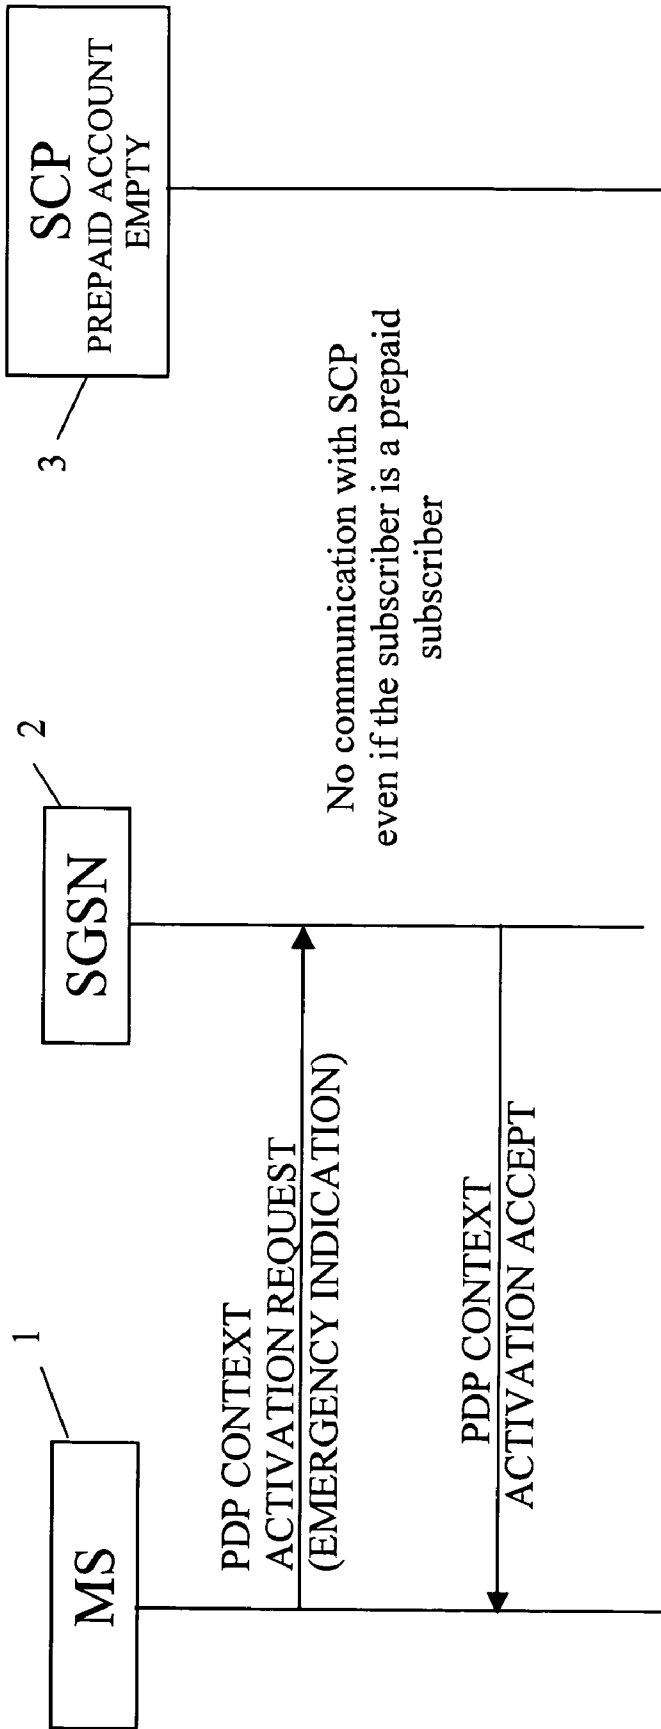 1
MS
2
SGSN
3
SCP
PREPAID ACCOUNT
EMPTY
PDP CONTEXT
ACTIVATION REQUEST
(EMERGENCY INDICATION)
No communication with SCP
even if the subscriber is a prepaid
subscriber
PDP CONTEXT
ACTIVATION ACCEPT